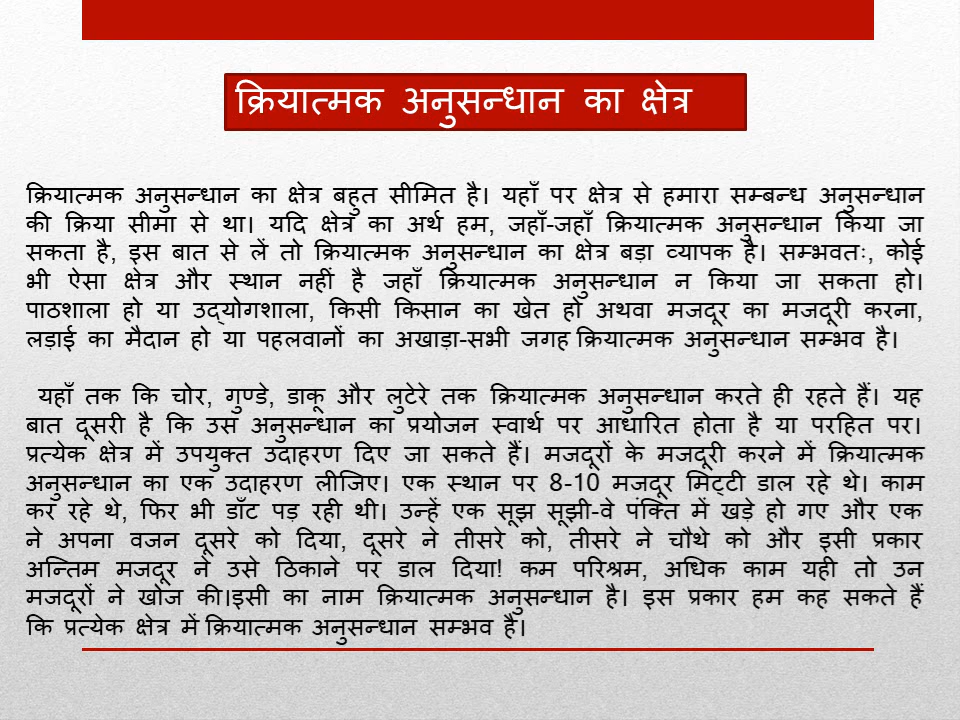 क्रियात्मक अनुसन्धान का क्षेत्र
क्रियात्मक अनुसन्धान का क्षेत्र बहुत सीमित है। यहाँ पर क्षेत्र से हमारा सम्बन्ध अनुसन्धान
की क्रिया सीमा से था। यदि क्षेत्र का अर्थ हम, जहाँ-जहाँ क्रियात्मक अनुसन्धान किया जा
सकता है, इस बात से लें तो क्रियात्मक अनुसन्धान का क्षेत्र बड़ा व्यापक है। सम्भवतः, कोई
भी ऐसा क्षेत्र और स्थान नहीं है जहाँ क्रियात्मक अनुसन्धान न किया जा सकता हो।
पाठशाला हो या उद्‌योगशाला, किसी किसान का खेत हो अथवा मजदूर का मजदूरी करना,
लड़ाई का मैदान हो या पहलवानों का अखाड़ा-सभी जगह क्रियात्मक अनुसन्धान सम्भव है।
यहाँ तक कि चोर, गुण्डे, डाकू और लुटेरे तक क्रियात्मक अनुसन्धान करते ही रहते हैं। यह
बात दूसरी है कि उस अनुसन्धान का प्रयोजन स्वार्थ पर आधारित होता है या परहित पर।
प्रत्येक क्षेत्र में उपयुक्त उदाहरण दिए जा सकते हैं। मजदूरों के मजदूरी करने में क्रियात्मक
अनुसन्धान का एक उदाहरण लीजिए। एक स्थान पर 8-10 मजदूर मिट्‌टी डाल रहे थे। काम
कर रहे थे, फिर भी डाँट पड़ रही थी। उन्हें एक सूझ सूझी-वे पंक्ति में खड़े हो गए और एक
ने अपना वजन दूसरे को दिया, दूसरे ने तीसरे को, तीसरे ने चौथे को और इसी प्रकार
अन्तिम मजदूर ने उसे ठिकाने पर डाल दिया! कम परिश्रम, अधिक काम यही तो उन
मजदूरों ने खोज की।इसी का नाम क्रियात्मक अनुसन्धान है। इस प्रकार हम कह सकते हैं
कि प्रत्येक क्षेत्र में क्रियात्मक अनुसन्धान सम्भव है।